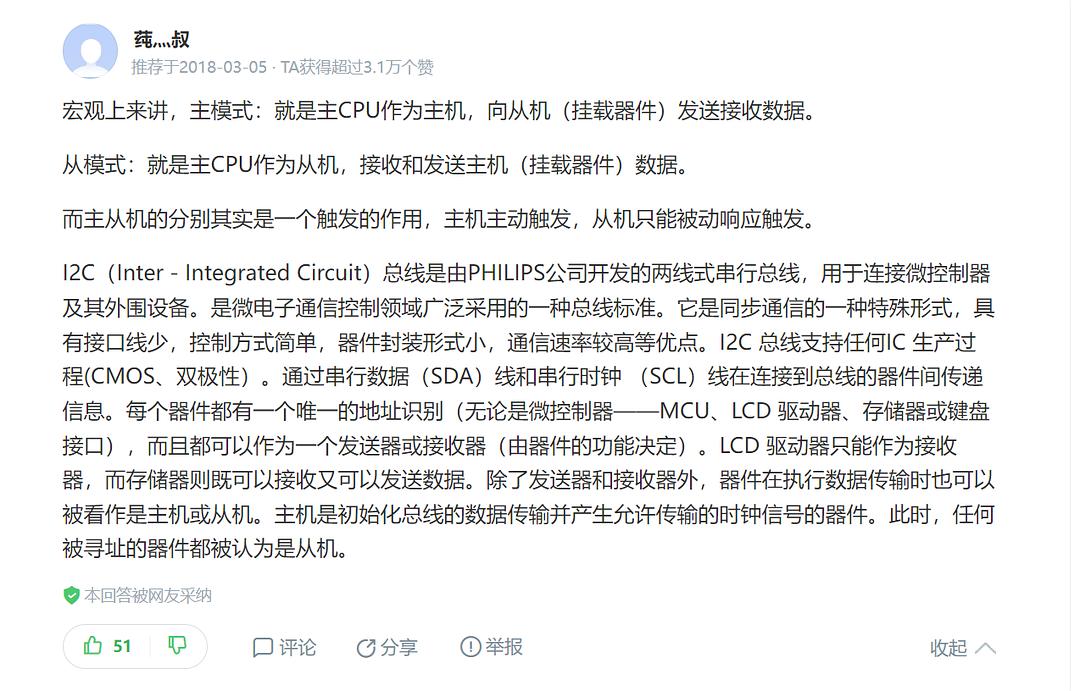 莼灬叔
推荐于2018-03-05 · TA获得超过3.1万个赞
宏观上来讲，主模式：就是主CPU作为主机，向从机（挂载器件）发送接收数据。
从模式：就是主CPU作为从机，接收和发送主机（挂载器件）数据。
而主从机的分别其实是一个触发的作用，主机主动触发，从机只能被动响应触发。
I2C（Inter - Integrated Circuit）总线是由PHILIPS公司开发的两线式串行总线，用于连接微控制器
及其外围设备。是微电子通信控制领域广泛采用的一种总线标准。它是同步通信的一种特殊形式，具
有接口线少，控制方式简单，器件封装形式小，通信速率较高等优点。I2C 总线支持任何IC 生产过
程(CMOS、双极性）。通过串行数据（SDA）线和串行时钟 （SCL）线在连接到总线的器件间传递
信息。每个器件都有一个唯一的地址识别（无论是微控制器——MCU、LCD 驱动器、存储器或键盘
接口），而且都可以作为一个发送器或接收器（由器件的功能决定）。LCD 驱动器只能作为接收
器，而存储器则既可以接收又可以发送数据。除了发送器和接收器外，器件在执行数据传输时也可以
被看作是主机或从机。主机是初始化总线的数据传输并产生允许传输的时钟信号的器件。此时，任何
被寻址的器件都被认为是从机。
本回答被网友采纳
51 评论 分享 举报 收起